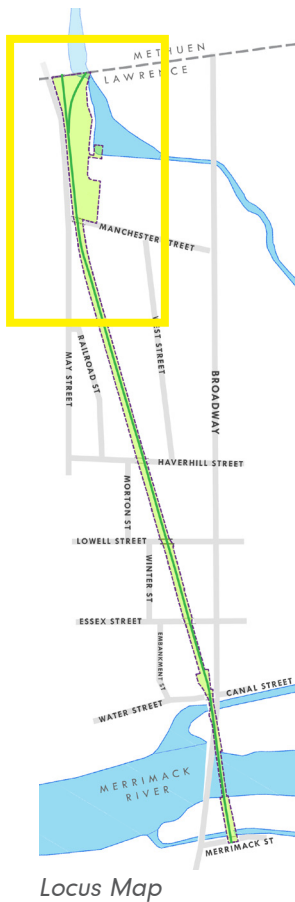 METHUEN
LAWRENCE
MANCHESTER STREET
WEST STREET
MAY STREET
RAILROAD ST
BROADWAY
HAVERHILL STREET
MORTON ST
LOWELL STREET
WINTER ST
ESSEX STREET
EMBANKMENT ST
CANAL STREET
WATER STREET
MERRIMACK
RIVER
MERRIMACK ST
Locus Map